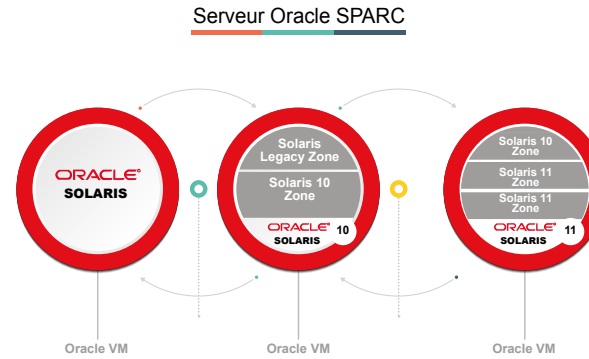 Serveur Oracle SPARC
ORACLE®
SOLARIS
Oracle VM
Solaris
Legacy Zone
Solaris 10
Zone
ORACLE®
SOLARIS
10
Oracle VM
Solaris 10
Zone
Solaris 11
Zone
Solaris 11
Zone
ORACLE®
SOLARIS
11
Oracle VM